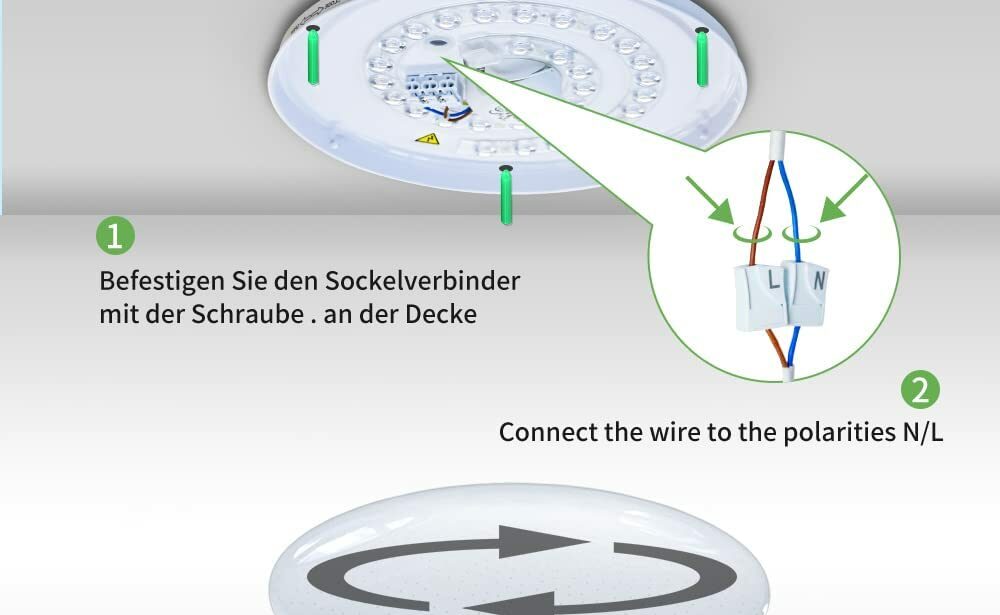 1
Befestigen Sie den Sockelverbinder
mit der Schraube . an der Decke
L N
2
Connect the wire to the polarities N/L